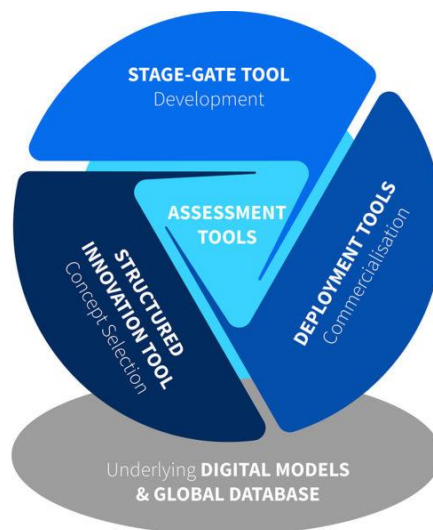 STAGE-GATE TOOL
Development
ASSESSMENT
TOOLS
STRUCTURED
INNOVATION TOOL
Concept Selection
DEPLOYMENT TOOLS
Commercialisation
Underlying DIGITAL MODELS
& GLOBAL DATABASE